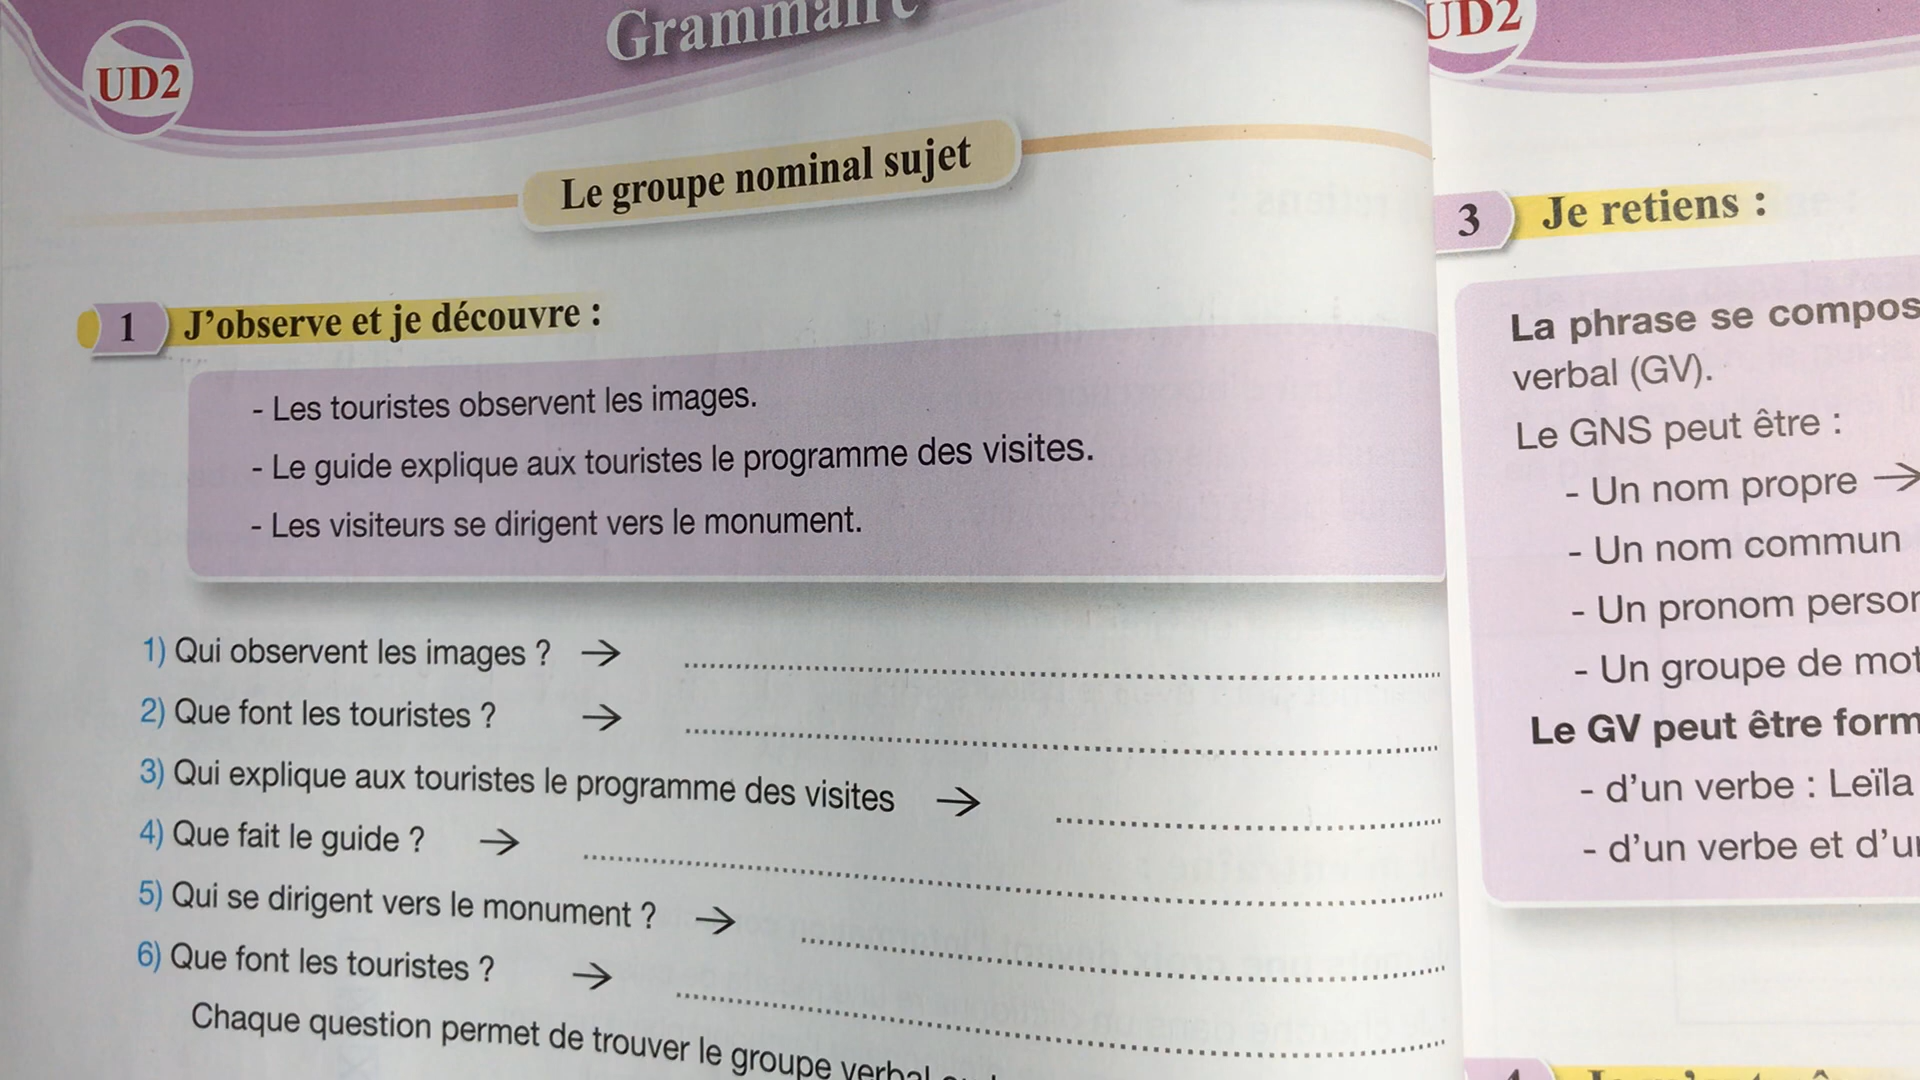 Grammaire
UD2
Le groupe nominal sujet
1 J'observe et je découvre :
- Les touristes observent les images.
- Le guide explique aux touristes le programme des visites.
- Les visiteurs se dirigent vers le monument.
1) Qui observent les images ? →
2) Que font les touristes ? →
3) Qui explique aux touristes le programme des visites →
4) Que fait le guide ? →
5) Qui se dirigent vers le monument ? →
6) Que font les touristes ? →
Chaque question permet de trouver le groupe verbal
UD2
3 Je retiens :
La phrase se compos
verbal (GV).
Le GNS peut être :
- Un nom propre →
- Un nom commun
- Un pronom person
- Un groupe de mot
Le GV peut être form
- d'un verbe : Leïla
- d'un verbe et d'u